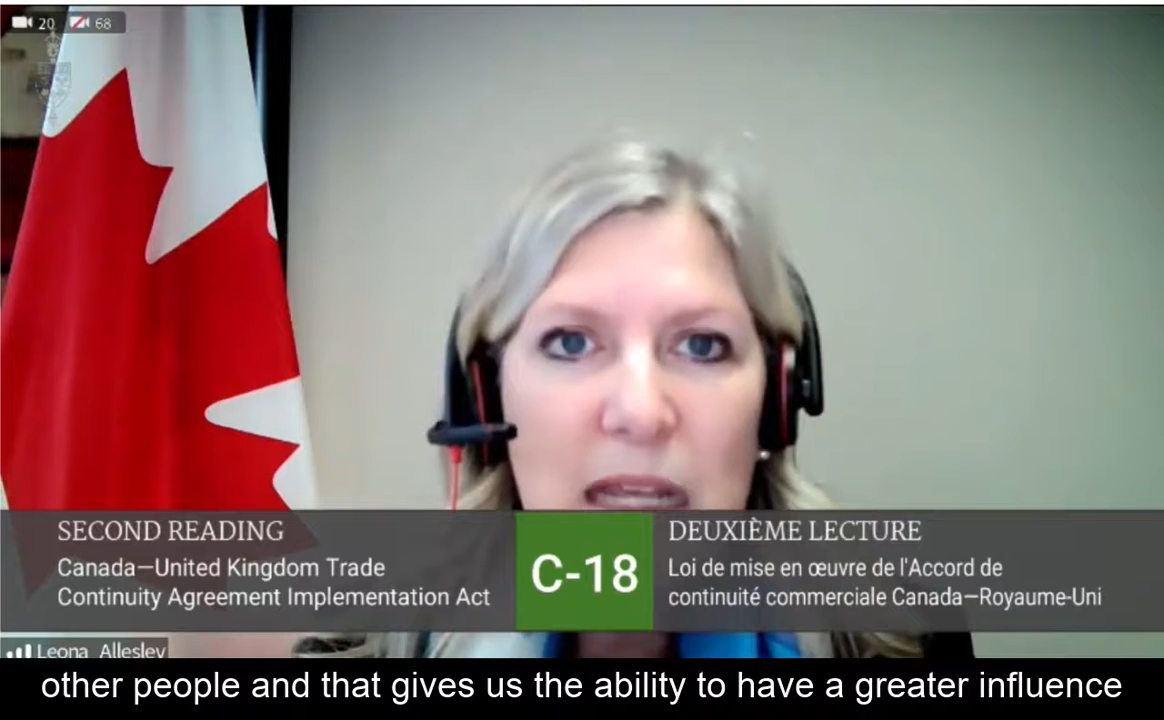 20 68
SECOND READING
Canada—United Kingdom Trade
Continuity Agreement Implementation Act
C-18
DEUXIÈME LECTURE
Loi de mise en œuvre de l'Accord de
continuité commerciale Canada—Royaume-Uni
Leona Allesley
other people and that gives us the ability to have a greater influence